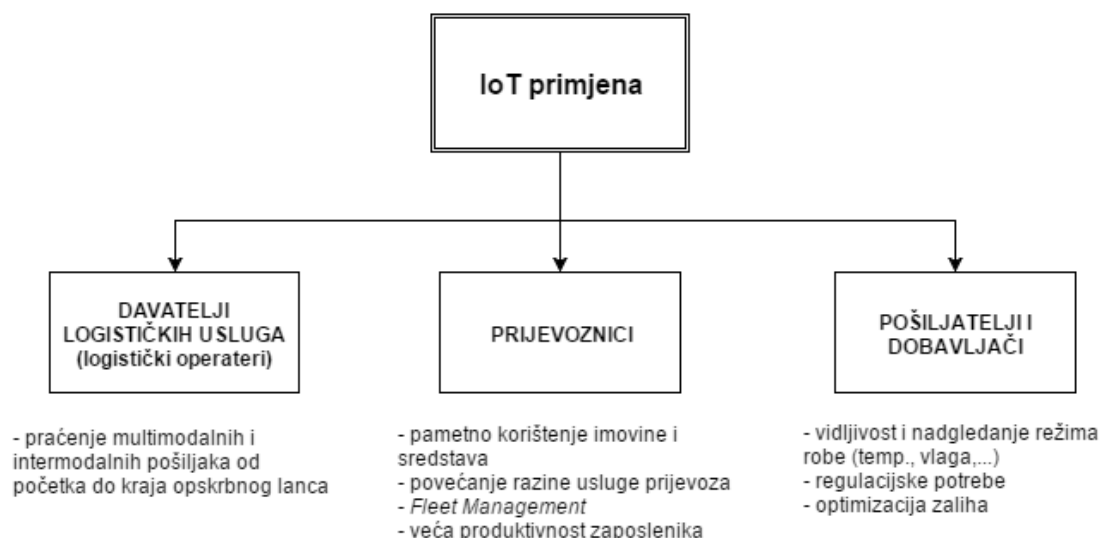 IoT primjena
DAVATELJI
LOGISTIČKIH USLUGA
(logistički operateri)
PRIJEVOZNICI
POŠILJATELJI I
DOBAVLJAČI
- praćenje multimodalnih i
intermodalnih pošiljaka od
početka do kraja opskrbnog lanca
- pametno korištenje imovine i
sredstava
- povećanje razine usluge prijevoza
- Fleet Management
- veća produktivnost zaposlenika
- vidljivost i nadgledanje režima
robe (temp., vlaga,...)
- regulacijske potrebe
- optimizacija zaliha